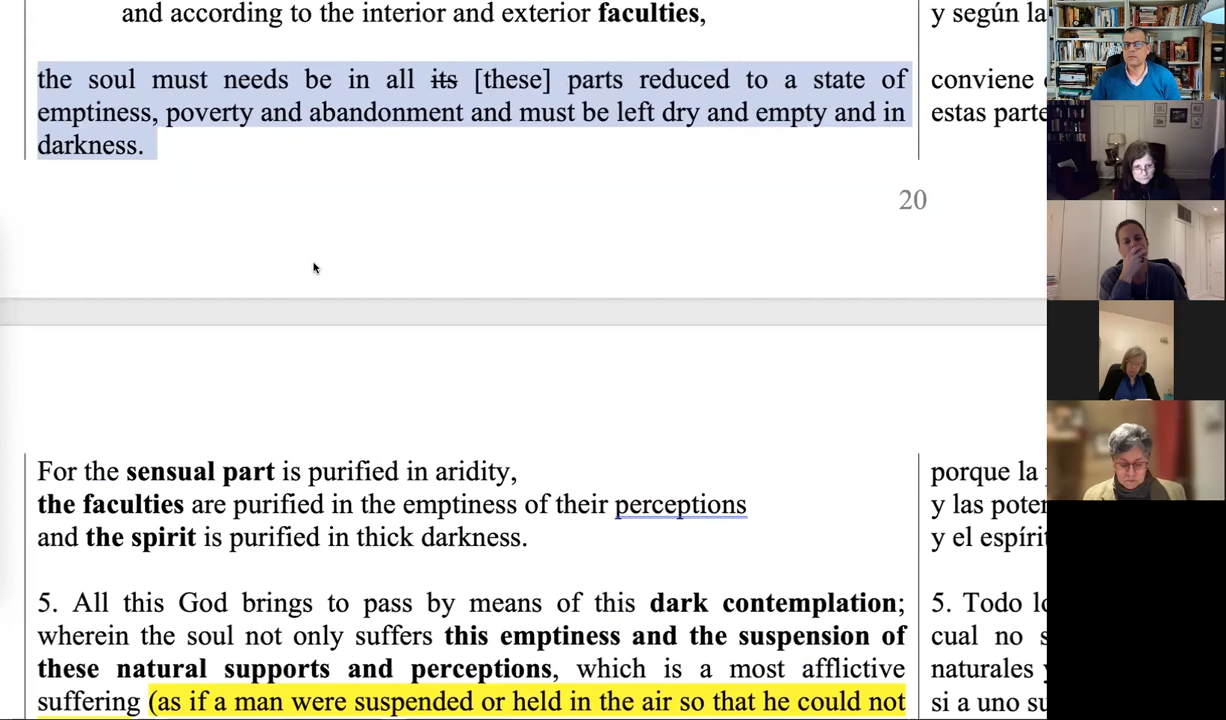 and according to the interior and exterior faculties,
the soul must needs be in all its [these] parts reduced to a state of
emptiness, poverty and abandonment and must be left dry and empty and in
darkness.
20
For the sensual part is purified in aridity,
the faculties are purified in the emptiness of their perceptions
and the spirit is purified in thick darkness.
5. All this God brings to pass by means of this dark contemplation;
wherein the soul not only suffers this emptiness and the suspension of
these natural supports and perceptions, which is a most afflictive
suffering (as if a man were suspended or held in the air so that he could not
y según la
conviene
estas parte
porque la
y las poten
y el espírit
5. Todo lo
cual no s
naturales y
si a uno su